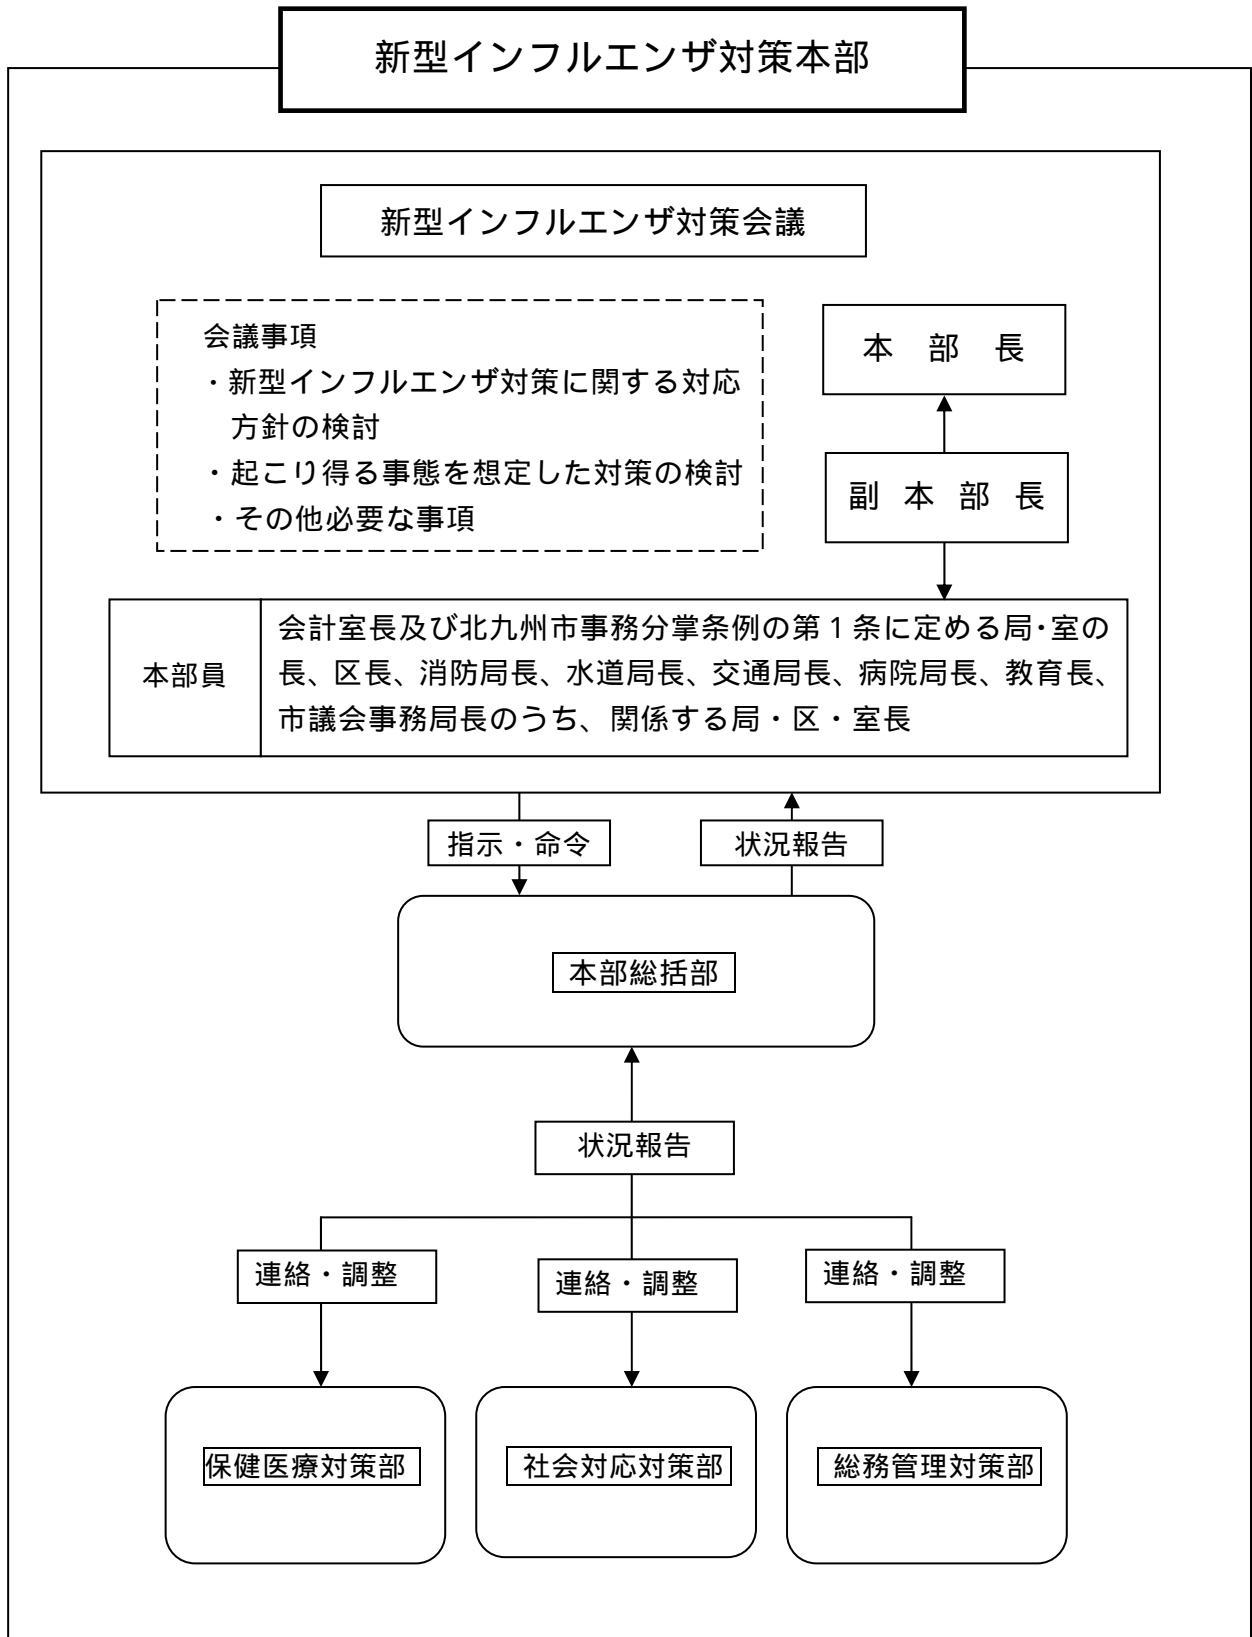 新型インフルエンザ対策本部
新型インフルエンザ対策会議
会議事項
・新型インフルエンザ対策に関する対応
方針の検討
・起こり得る事態を想定した対策の検討
・その他必要な事項
本　部　長
副　本　部　長
本部員
会計室長及び北九州市事務分掌条例の第１条に定める局・室の
長、区長、消防局長、水道局長、交通局長、病院局長、教育長、
市議会事務局長のうち、関係する局・区・室長
指示・命令
状況報告
本部総括部
状況報告
連絡・調整
連絡・調整
連絡・調整
保健医療対策部
社会対応対策部
総務管理対策部